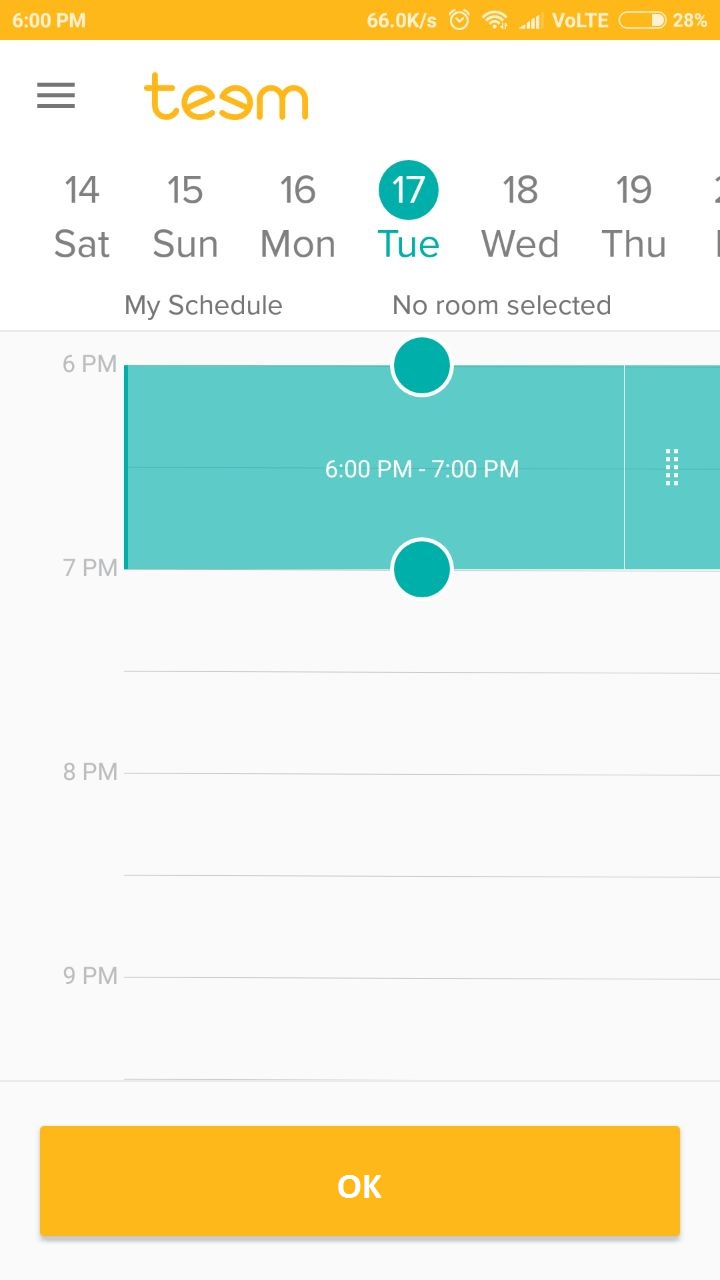 6:00 PM 66.0K/s VoLTE 28%
teem
14 15 16 17 18 19
Sat Sun Mon Tue Wed Thu
My Schedule No room selected
6 PM
6:00 PM - 7:00 PM
7 PM
8 PM
9 PM
OK